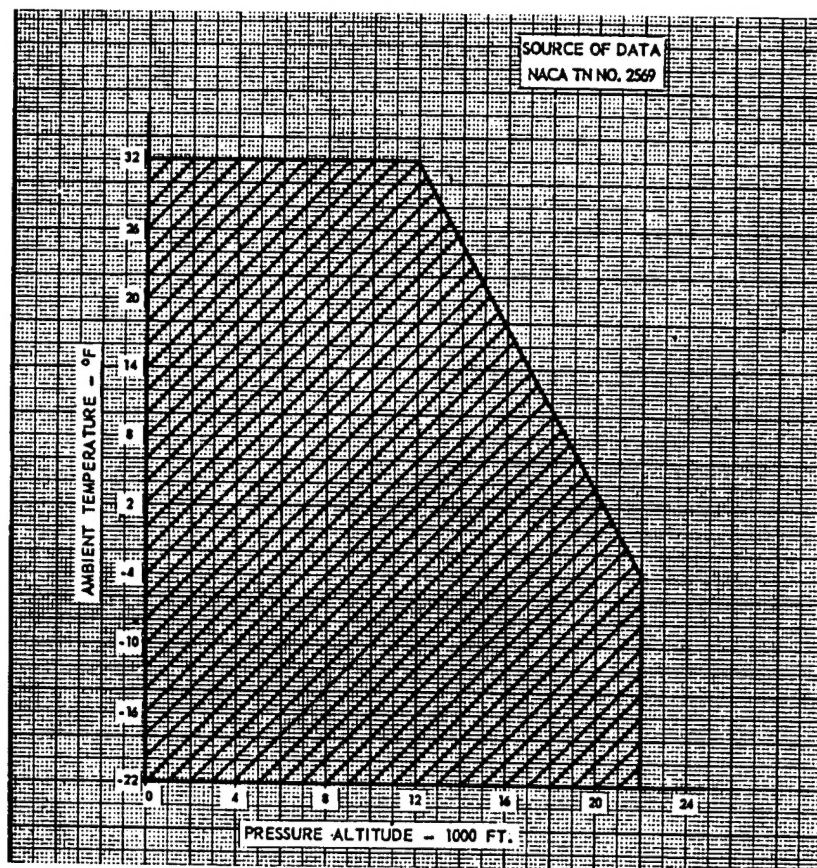 SOURCE OF DATA
NACA TN NO. 2569
32
26
20
14
8
2
-4
-10
-16
-22
AMBIENT TEMPERATURE - °F
0 4 8 12 16 20 24
PRESSURE ALTITUDE - 1000 FT.